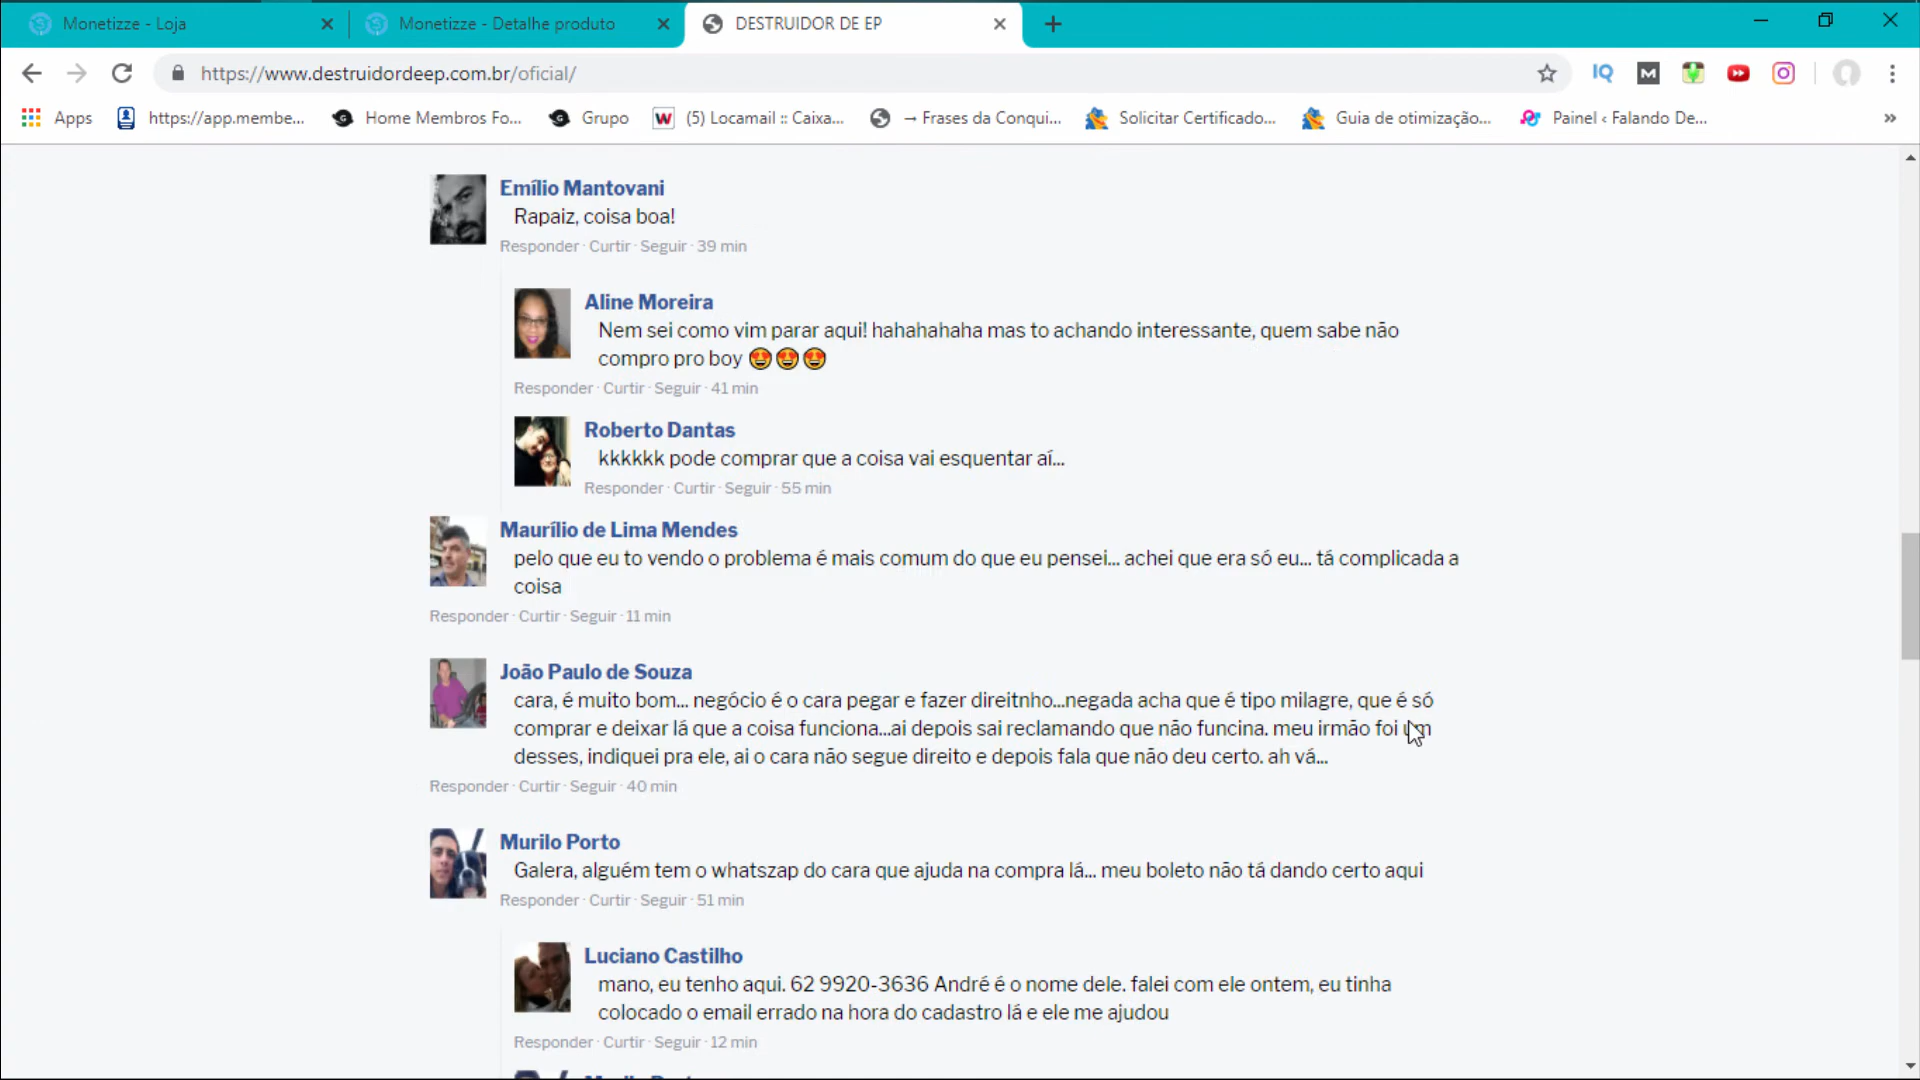 Monetizze - Loja
Monetizze - Detalhe produto
DESTRUIDOR DE EP
https://www.destruidordeep.com.br/oficial/
IQ
M
Apps
https://app.membe...
Home Membros Fo...
Grupo
W
(5) Locamail :: Caixa...
→ Frases da Conqui...
Solicitar Certificado...
Guia de otimização...
Painel ‹ Falando De...
»
Emílio Mantovani
Rapaiz, coisa boa!
Responder · Curtir · Seguir · 39 min
Aline Moreira
Nem sei como vim parar aqui! hahahahaha mas to achando interessante, quem sabe não
compro pro boy 😍😍😍
Responder · Curtir · Seguir · 41 min
Roberto Dantas
kkkkkk pode comprar que a coisa vai esquentar aí...
Responder · Curtir · Seguir · 55 min
Maurílio de Lima Mendes
pelo que eu to vendo o problema é mais comum do que eu pensei... achei que era só eu... tá complicada a
coisa
Responder · Curtir · Seguir · 11 min
João Paulo de Souza
cara, é muito bom... negócio é o cara pegar e fazer direitnho...negada acha que é tipo milagre, que é só
comprar e deixar lá que a coisa funciona...ai depois sai reclamando que não funcina. meu irmão foi um
desses, indiquei pra ele, ai o cara não segue direito e depois fala que não deu certo. ah vá...
Responder · Curtir · Seguir · 40 min
Murilo Porto
Galera, alguém tem o whatszap do cara que ajuda na compra lá... meu boleto não tá dando certo aqui
Responder · Curtir · Seguir · 51 min
Luciano Castilho
mano, eu tenho aqui. 62 9920-3636 André é o nome dele. falei com ele ontem, eu tinha
colocado o email errado na hora do cadastro lá e ele me ajudou
Responder · Curtir · Seguir · 12 min